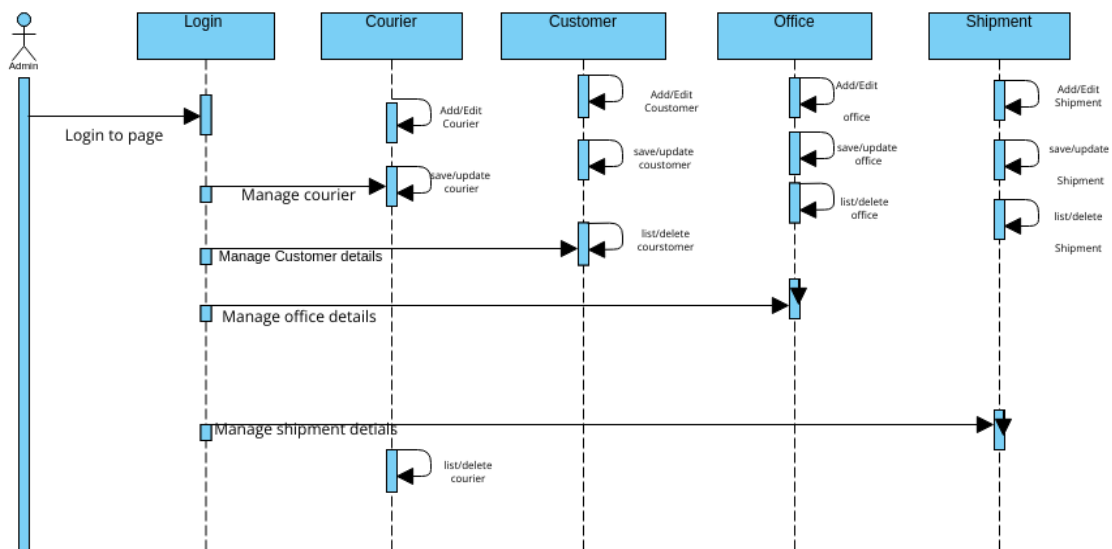 Login
Courier
Customer
Office
Shipment
Admin
Add/Edit
Courier
Add/Edit
Coustomer
Add/Edit
office
Add/Edit
Shipment
Login to page
save/update
courier
save/update
coustomer
save/update
office
save/update
Shipment
Manage courier
list/delete
courstomer
list/delete
office
list/delete
Shipment
Manage Customer details
Manage office details
Manage shipment detials
list/delete
courier